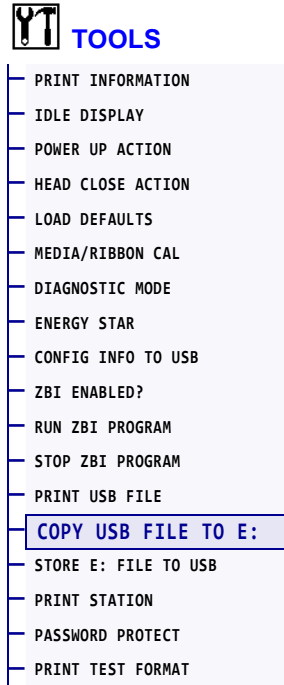 TOOLS
PRINT INFORMATION
IDLE DISPLAY
POWER UP ACTION
HEAD CLOSE ACTION
LOAD DEFAULTS
MEDIA/RIBBON CAL
DIAGNOSTIC MODE
ENERGY STAR
CONFIG INFO TO USB
ZBI ENABLED?
RUN ZBI PROGRAM
STOP ZBI PROGRAM
PRINT USB FILE
COPY USB FILE TO E:
STORE E: FILE TO USB
PRINT STATION
PASSWORD PROTECT
PRINT TEST FORMAT